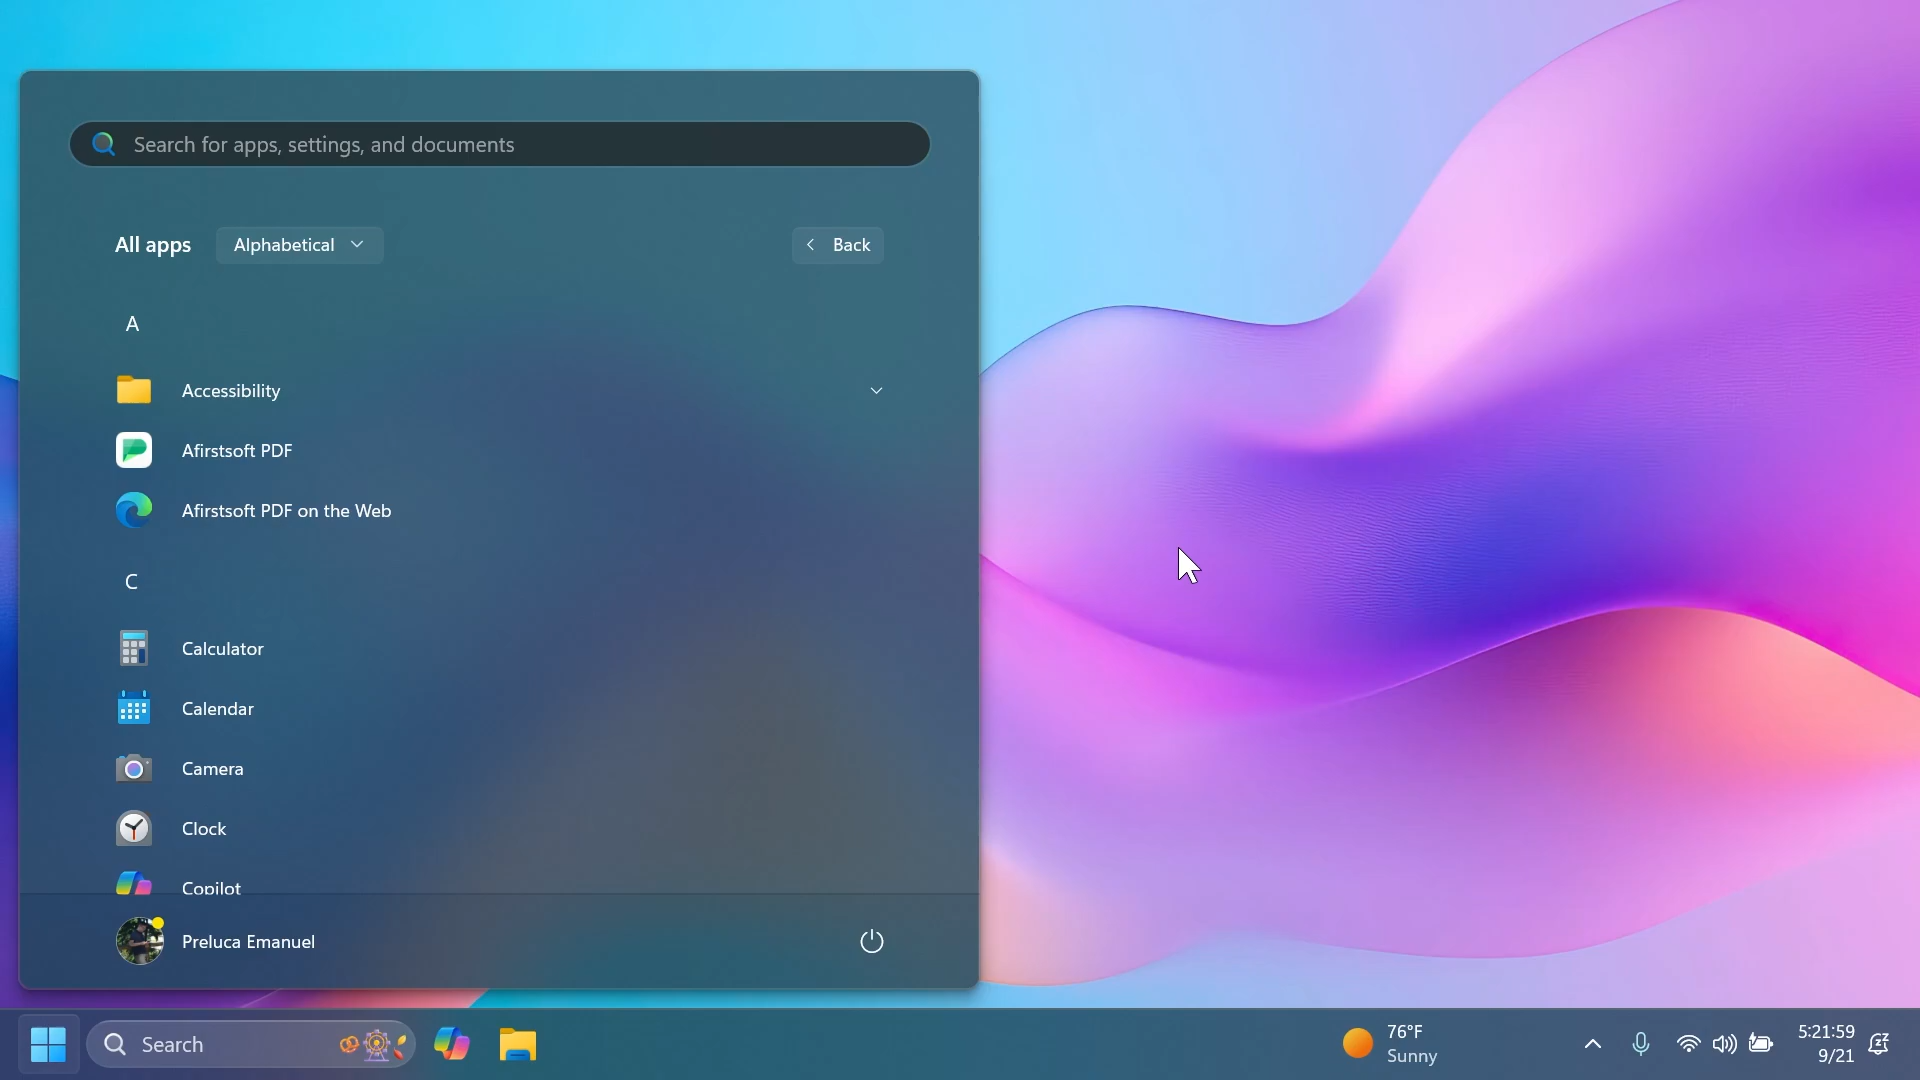 Search for apps, settings, and documents
All apps
Alphabetical
Back
A
Accessibility
Afirstsoft PDF
Afirstsoft PDF on the Web
C
Calculator
Calendar
Camera
Clock
Copilot
Preluca Emanuel
Search
76°F
Sunny
5:21:59
9/21